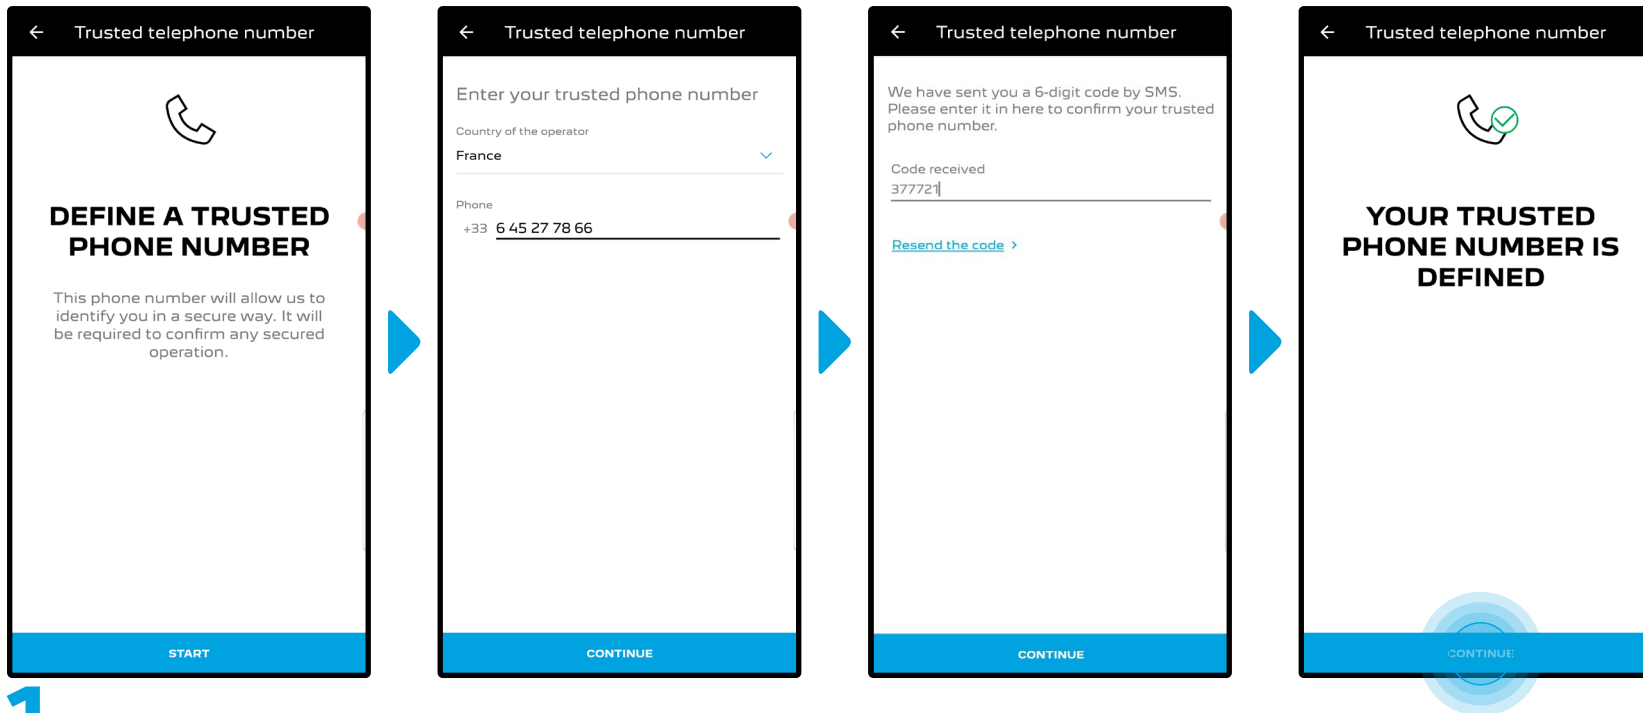 Trusted telephone number
DEFINE A TRUSTED
PHONE NUMBER
This phone number will allow us to
identify you in a secure way. It will
be required to confirm any secured
operation.
START
Trusted telephone number
Enter your trusted phone number
Country of the operator
France
Phone
+33 6 45 27 78 66
CONTINUE
Trusted telephone number
We have sent you a 6-digit code by SMS.
Please enter it in here to confirm your trusted
phone number.
Code received
377721
Resend the code >
CONTINUE
Trusted telephone number
YOUR TRUSTED
PHONE NUMBER IS
DEFINED
CONTINUE
1